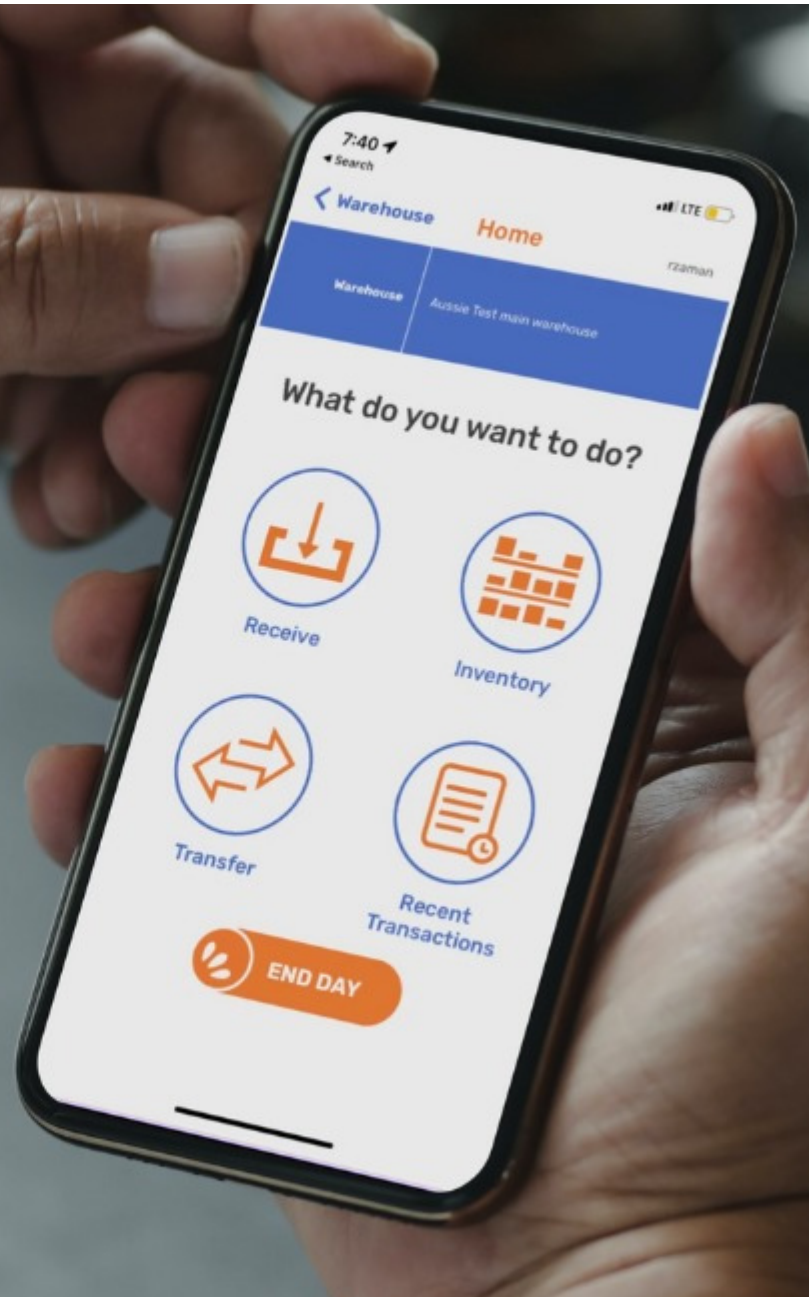 7:40
Search
Warehouse
Home
LTE
rzaman
Warehouse
Aussie Test main warehouse
What do you want to do?
Receive
Inventory
Transfer
Recent
Transactions
END DAY